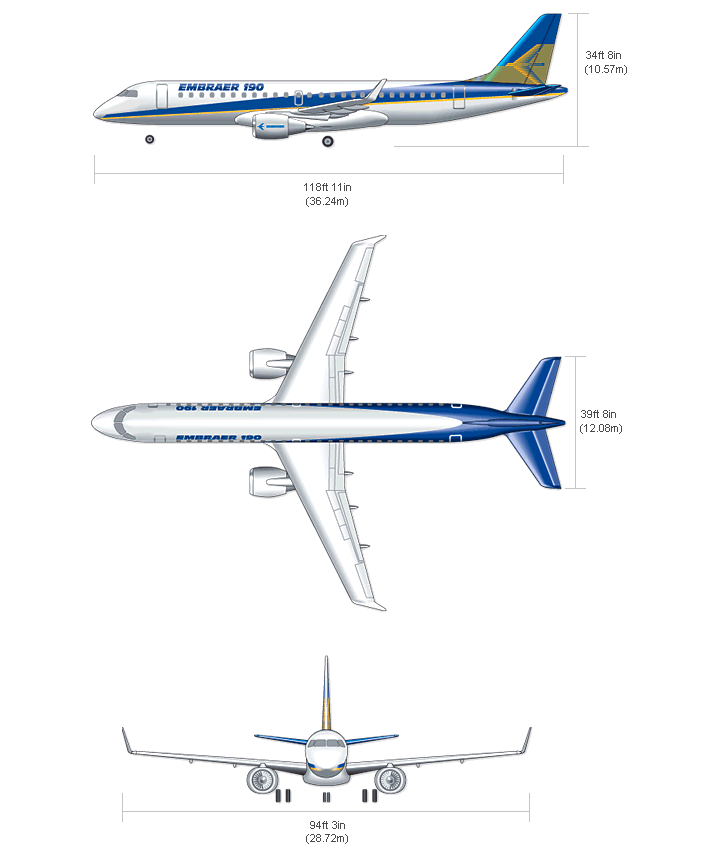 34ft 8in
(10.57m)
EMBRAER 190
118ft 11in
(36.24m)
EMBRAER 190
39ft 8in
(12.08m)
EMBRAER 190
94ft 3in
(28.72m)